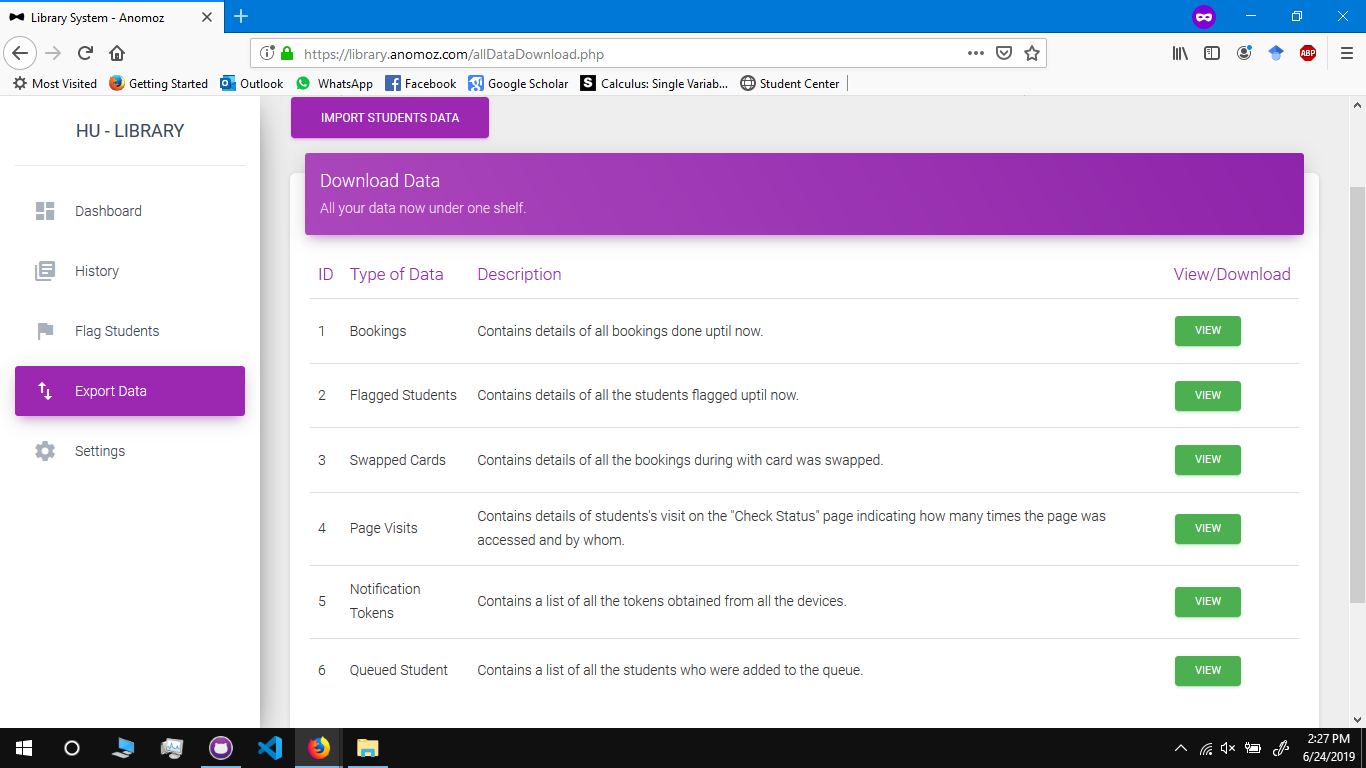 Library System - Anomoz
https://library.anomoz.com/allDataDownload.php
ABP
Most Visited Getting Started Outlook WhatsApp Facebook Google Scholar Calculus: Single Variab... Student Center
HU - LIBRARY
Dashboard
History
Flag Students
Export Data
Settings
IMPORT STUDENTS DATA
Download Data
All your data now under one shelf.
ID Type of Data Description View/Download
1 Bookings Contains details of all bookings done uptil now. VIEW
2 Flagged Students Contains details of all the students flagged uptil now. VIEW
3 Swapped Cards Contains details of all the bookings during with card was swapped. VIEW
4 Page Visits Contains details of students's visit on the "Check Status" page indicating how many times the page was
accessed and by whom. VIEW
5 Notification
Tokens Contains a list of all the tokens obtained from all the devices. VIEW
6 Queued Student Contains a list of all the students who were added to the queue. VIEW
2:27 PM
6/24/2019